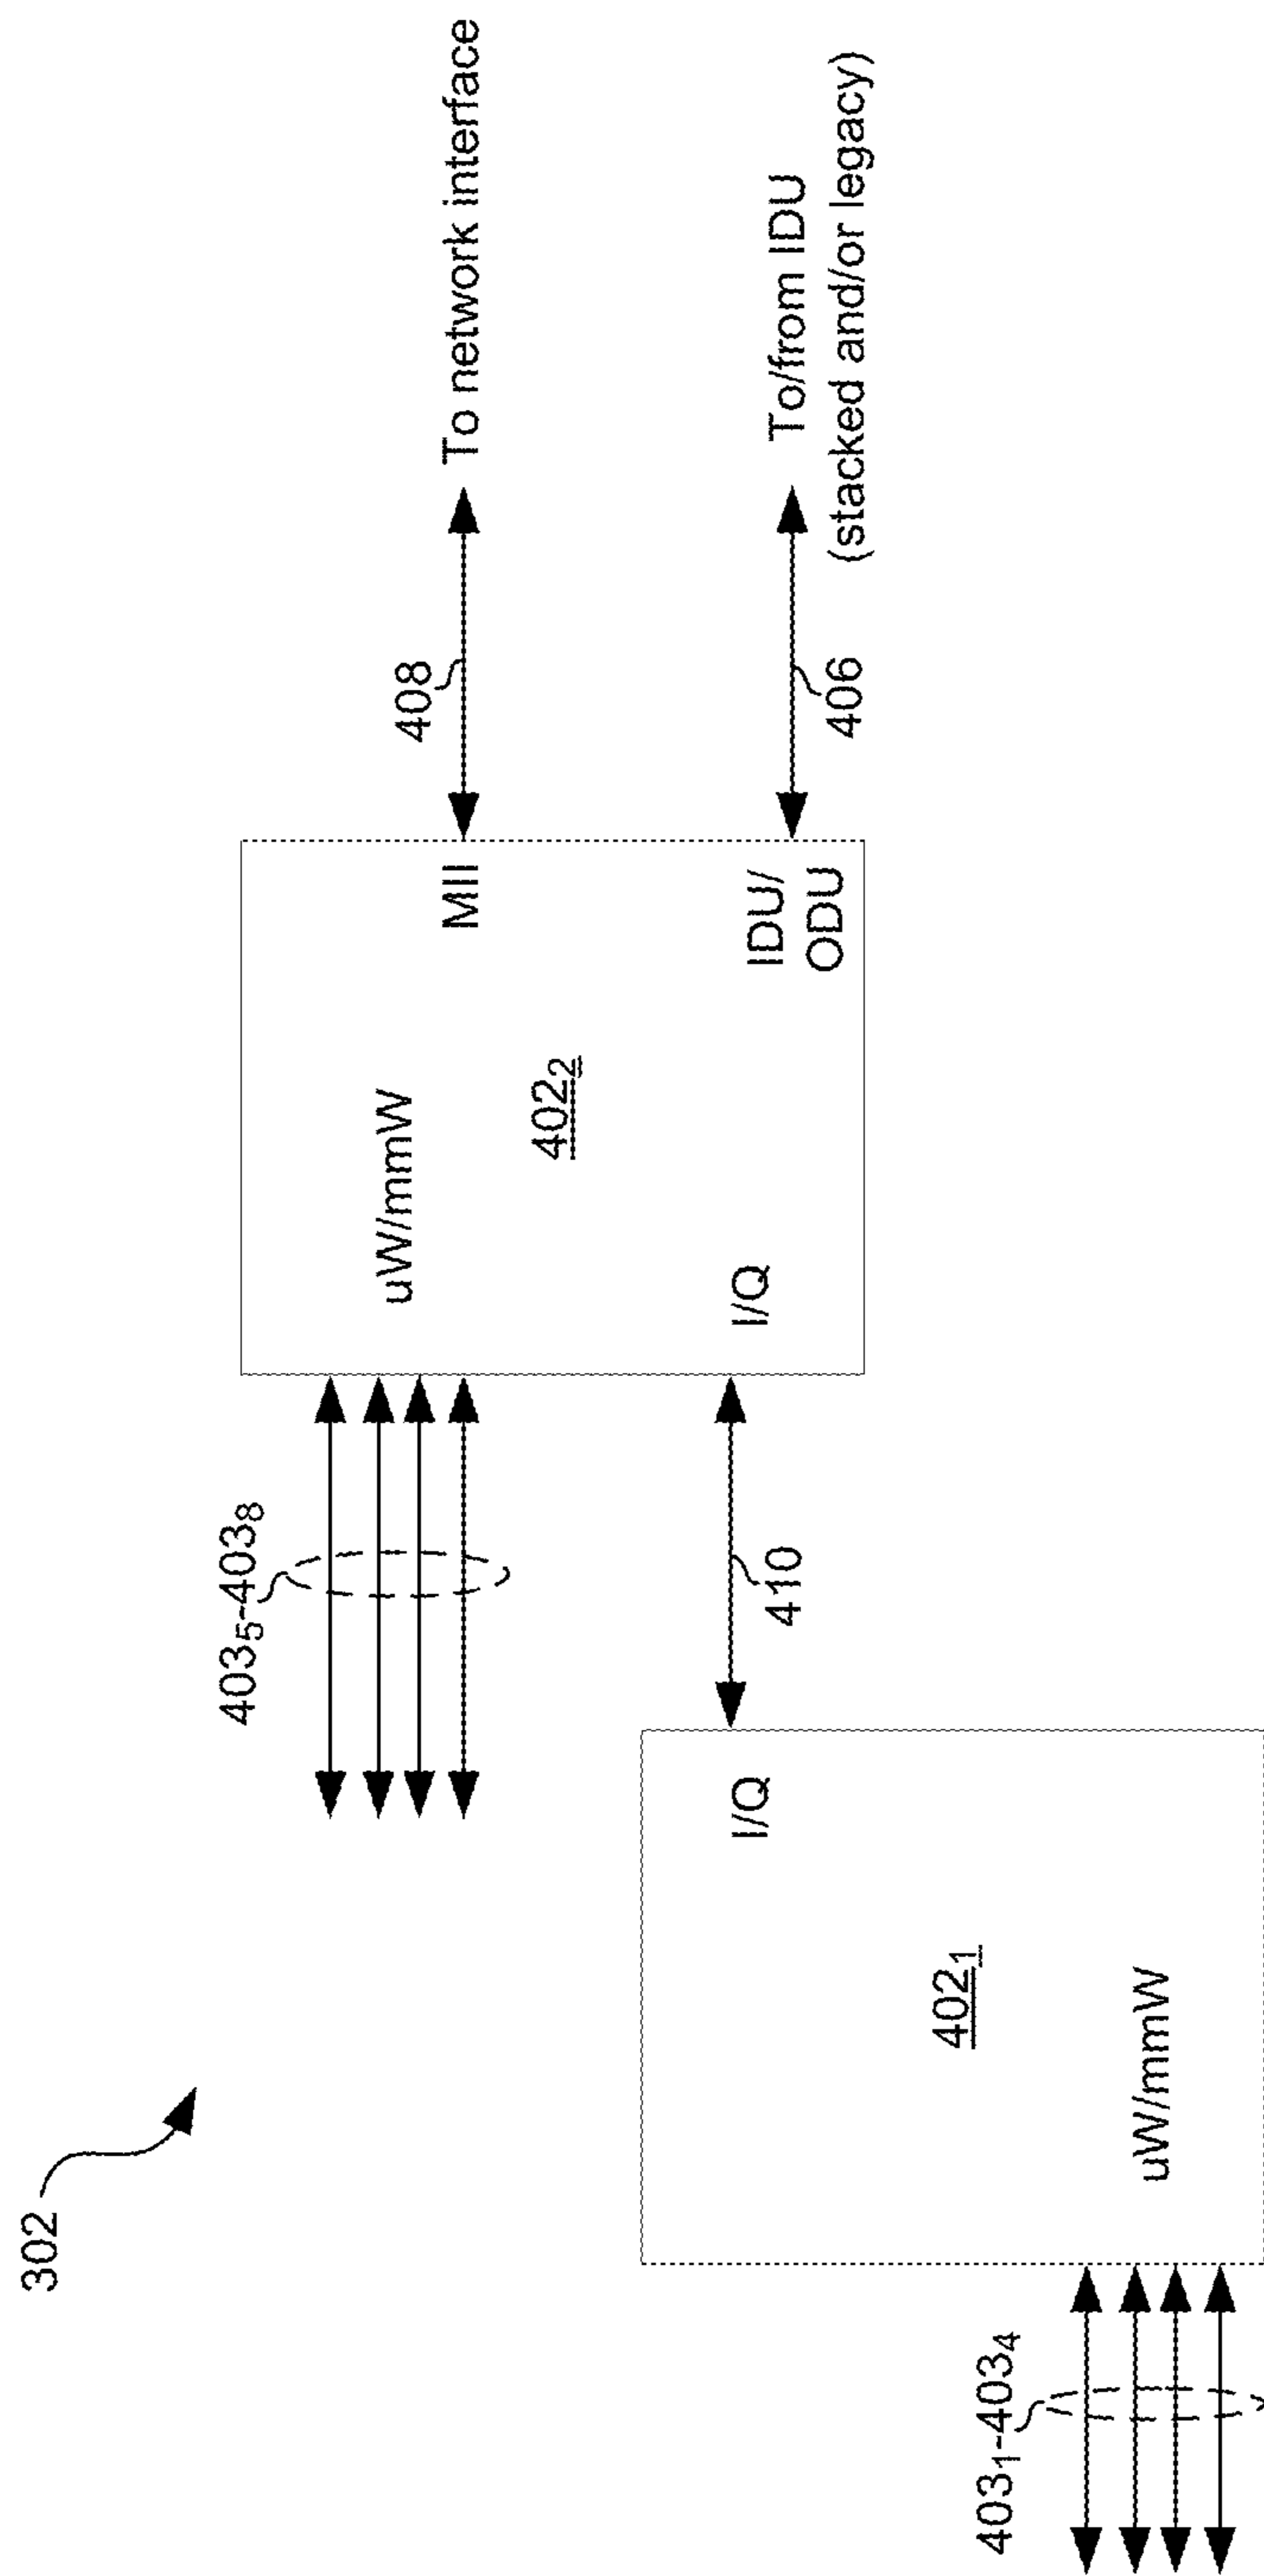 302
403₅-403₈
uW/mmW
MII
408
To network interface
402₂
I/Q
IDU/
ODU
406
To/from IDU
(stacked and/or legacy)
410
I/Q
402₁
uW/mmW
403₁-403₄